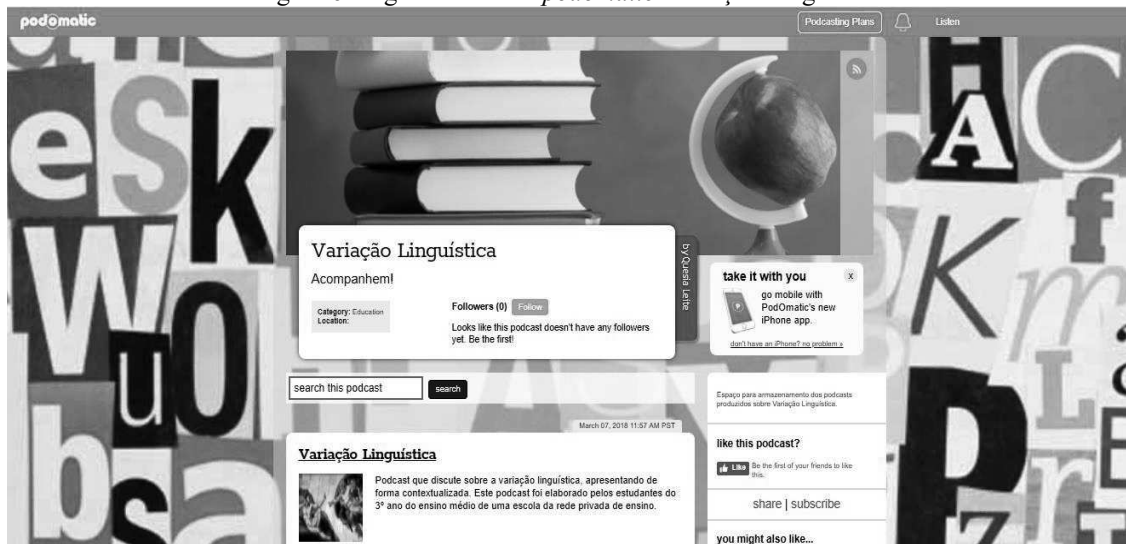 podomatic
Podcasting Plans
Listen
Variação Linguística
Acompanhem!
Category: Education
Location:
Followers (0) Follow
Looks like this podcast doesn't have any followers
yet. Be the first!
by Quesia Leite
take it with you x
go mobile with
PodOmatic's new
iPhone app.
don't have an iPhone? no problem »
search this podcast search
Espaço para armazenamento dos podcasts
produzidos sobre Variação Linguística.
March 07, 2018 11:57 AM PST
Variação Linguística
Podcast que discute sobre a variação linguística, apresentando de
forma contextualizada. Este podcast foi elaborado pelos estudantes do
3º ano do ensino médio de uma escola da rede privada de ensino.
like this podcast?
Like Be the first of your friends to like
this.
share | subscribe
you might also like...